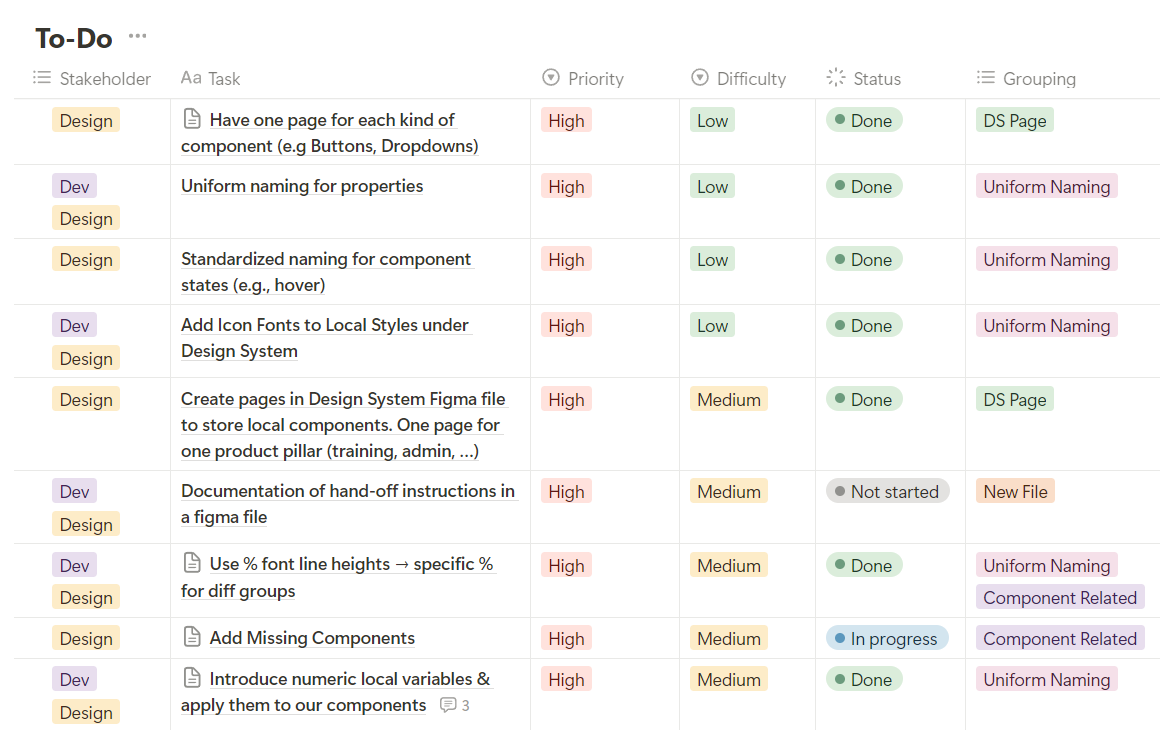 To-Do ···
Stakeholder Aa Task Priority Difficulty Status Grouping
Design Have one page for each kind of High Low Done DS Page
component (e.g Buttons, Dropdowns)
Dev Uniform naming for properties High Low Done Uniform Naming
Design
Design Standardized naming for component High Low Done Uniform Naming
states (e.g., hover)
Dev Add Icon Fonts to Local Styles under High Low Done Uniform Naming
Design Design System
Design Create pages in Design System Figma file High Medium Done DS Page
to store local components. One page for
one product pillar (training, admin, ...)
Dev Documentation of hand-off instructions in High Medium Not started New File
Design a figma file
Dev Use % font line heights → specific % High Medium Done Uniform Naming
Design for diff groups Component Related
Design Add Missing Components High Medium In progress Component Related
Dev Introduce numeric local variables & High Medium Done Uniform Naming
Design apply them to our components 3